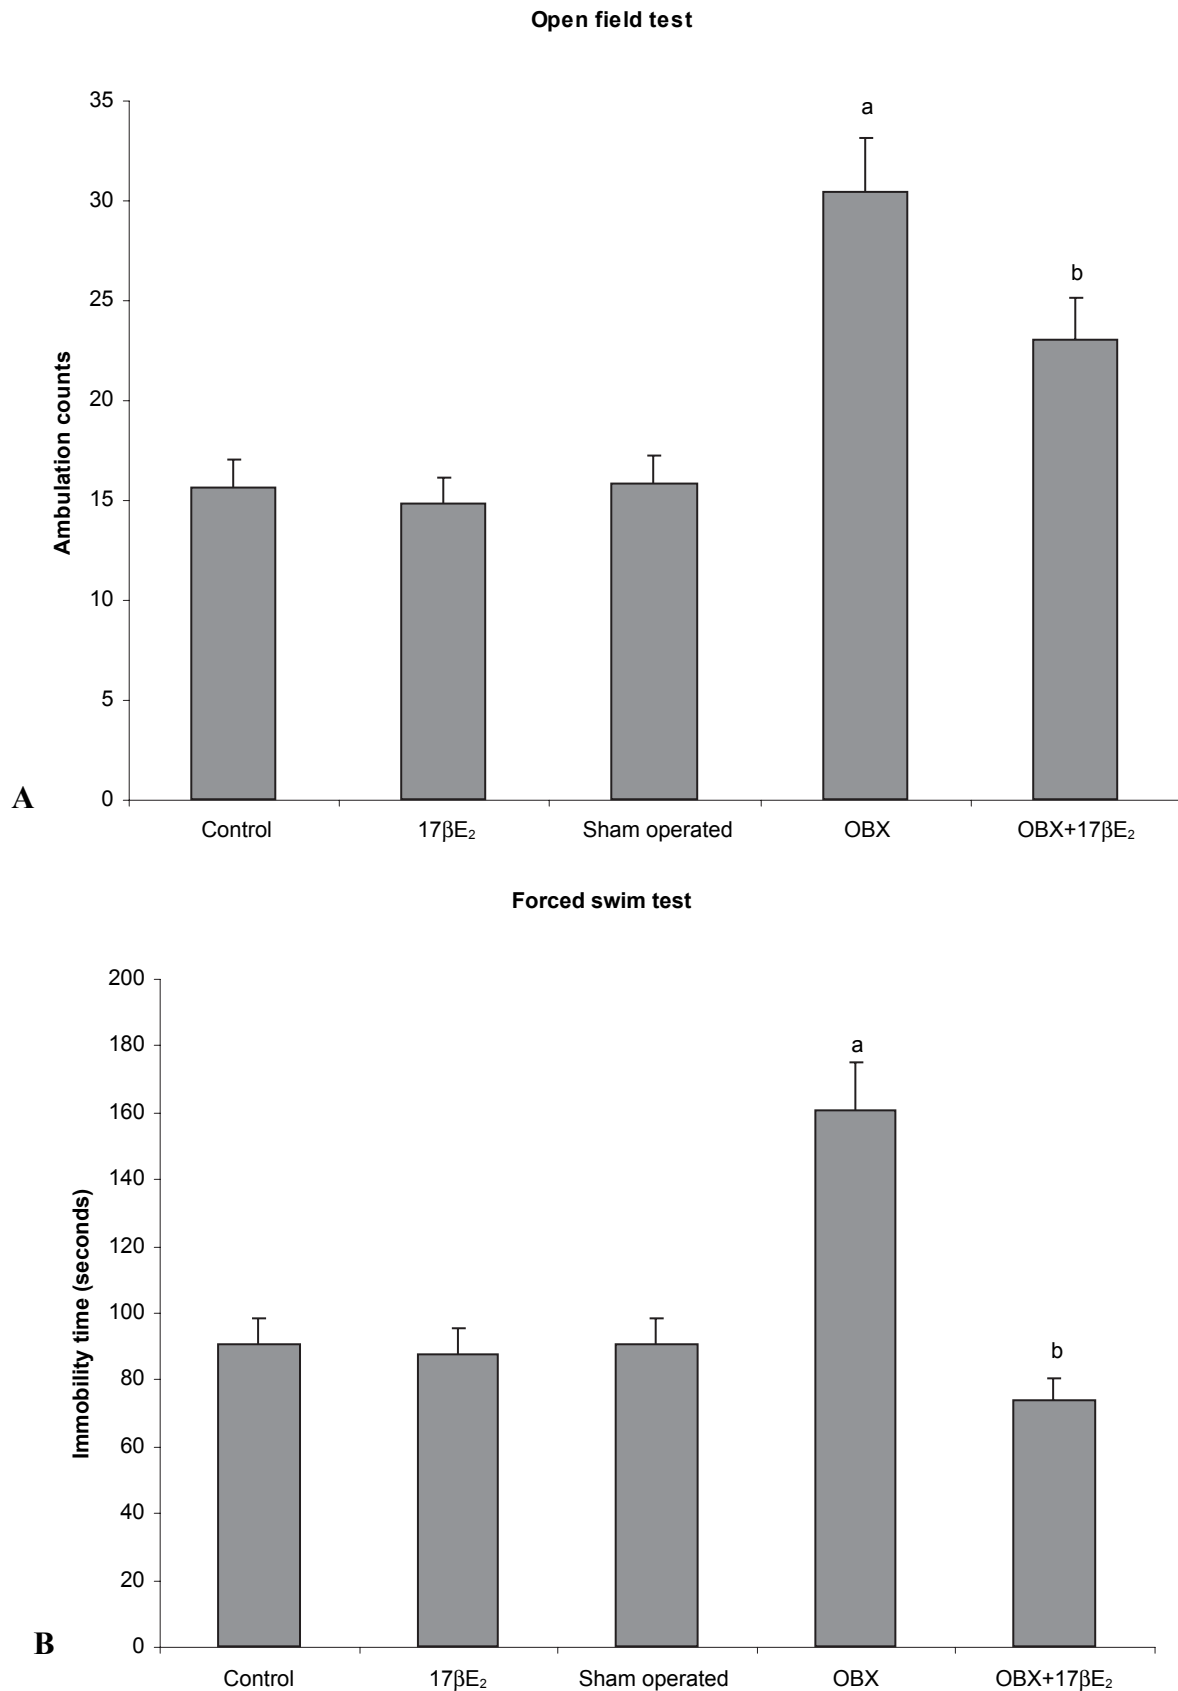 Open field test
35
a
30
b
25
20
15
10
5
0
Ambulation counts
A
Control 17βE₂ Sham operated OBX OBX+17βE₂
Forced swim test
200
180
a
160
140
120
100
b
80
60
40
20
0
Immobility time (seconds)
B
Control 17βE₂ Sham operated OBX OBX+17βE₂